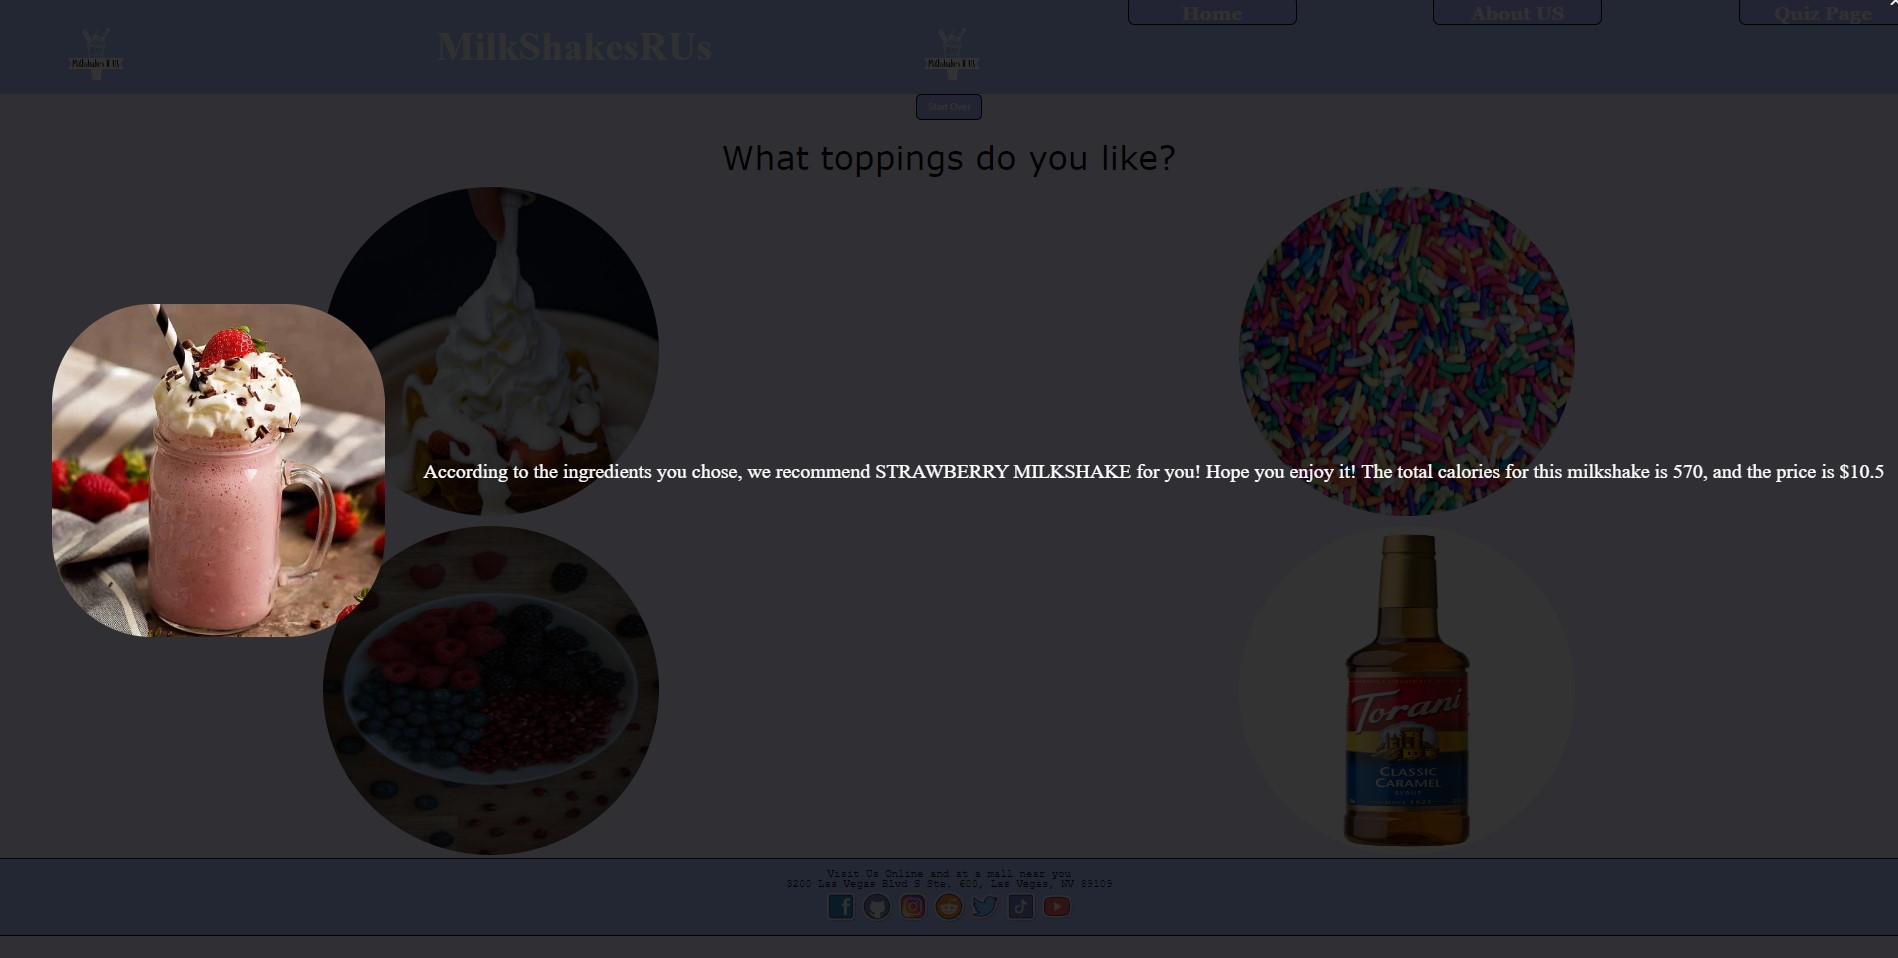 Home
About US
Quiz Page
MilkShakesRUs
Milkshakes R US
Milkshakes R US
Start Over
What toppings do you like?
According to the ingredients you chose, we recommend STRAWBERRY MILKSHAKE for you! Hope you enjoy it! The total calories for this milkshake is 570, and the price is $10.5
Torani
CLASSIC
CARAMEL
SYRUP
Visit Us Online and at a mall near you
3200 Las Vegas Blvd S Ste. 600, Las Vegas, NV 89109